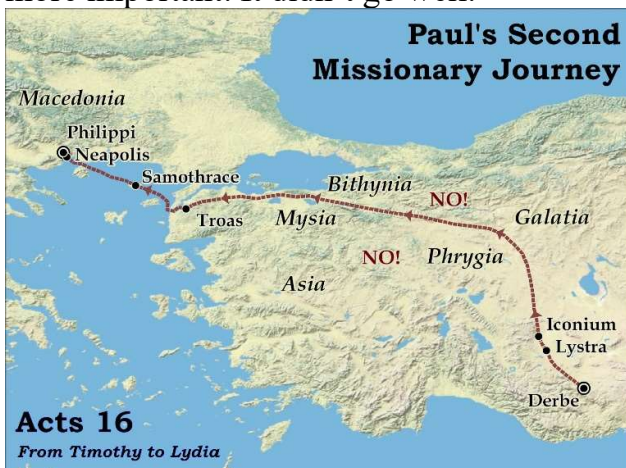 Paul's Second
Missionary Journey
Macedonia
Philippi
Neapolis
Samothrace
Bithynia
NO!
Galatia
Troas
Mysia
NO!
Phrygia
Asia
Iconium
Lystra
Derbe
Acts 16
From Timothy to Lydia